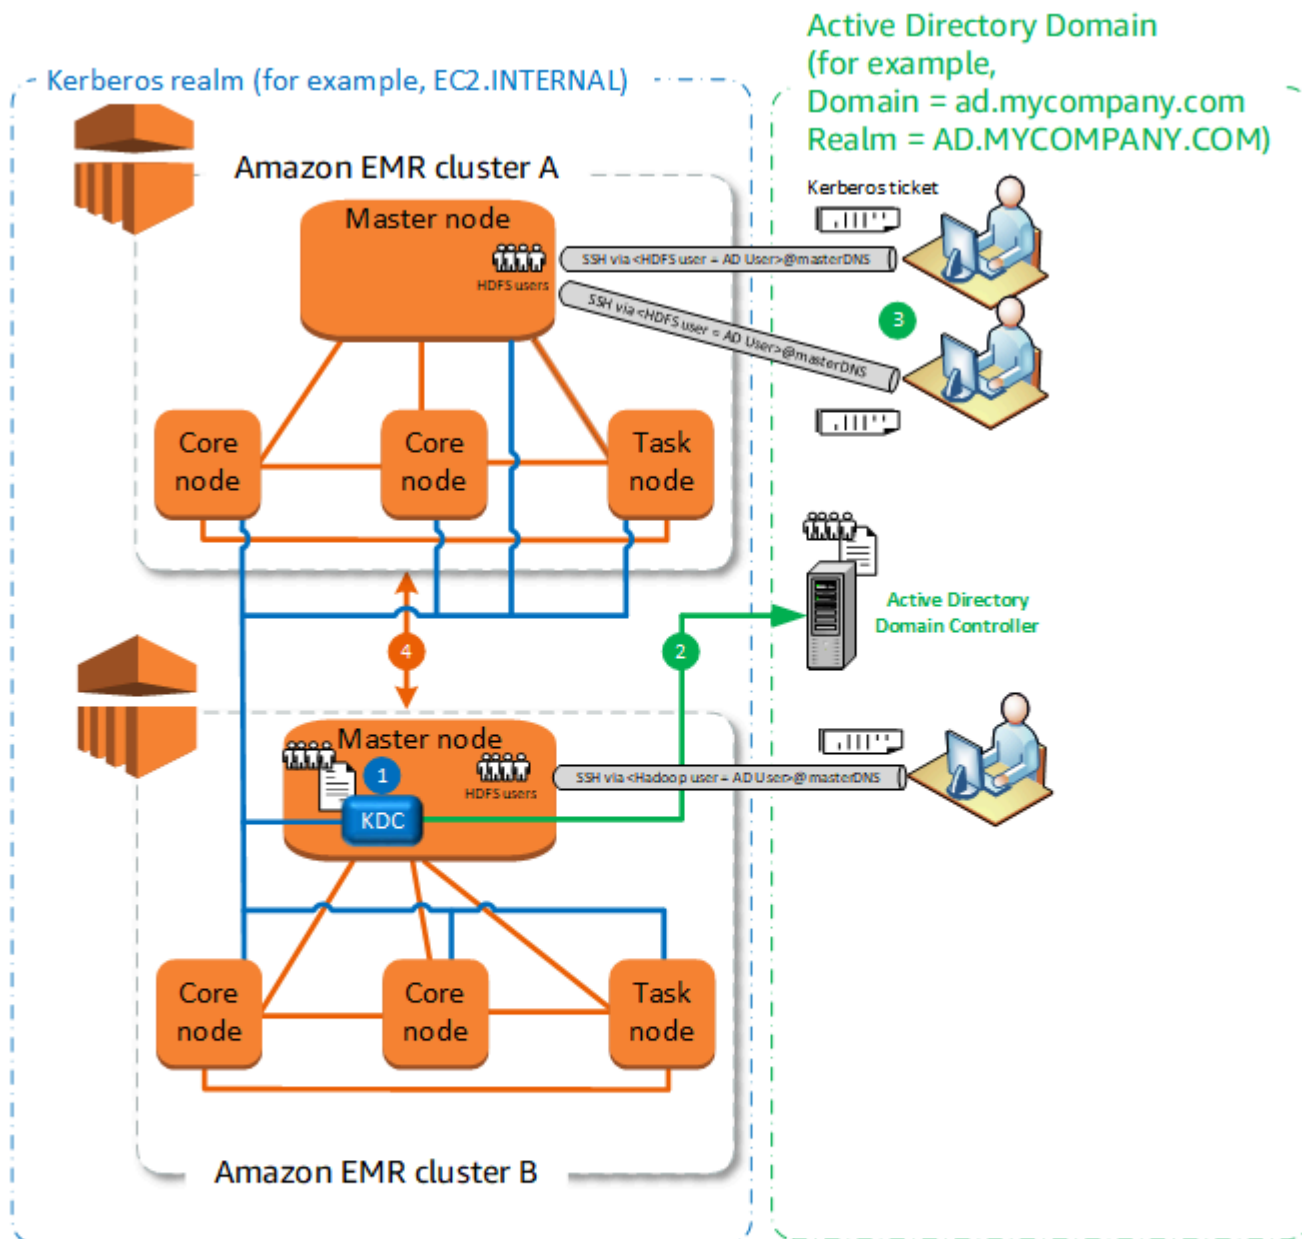 Active Directory Domain
(for example,
Domain = ad.mycompany.com
Realm = AD.MYCOMPANY.COM)
Kerberos realm (for example, EC2.INTERNAL)
Amazon EMR cluster A
Kerberos ticket
Master node
HDFS users
SSH via <HDFS user = AD User>@masterDNS
SSH via <HDFS user = AD User>@masterDNS
3
Core
node
Core
node
Task
node
Active Directory
Domain Controller
4
2
Master node
1
HDFS users
KDC
SSH via <Hadoop user = AD User>@masterDNS
Core
node
Core
node
Task
node
Amazon EMR cluster B